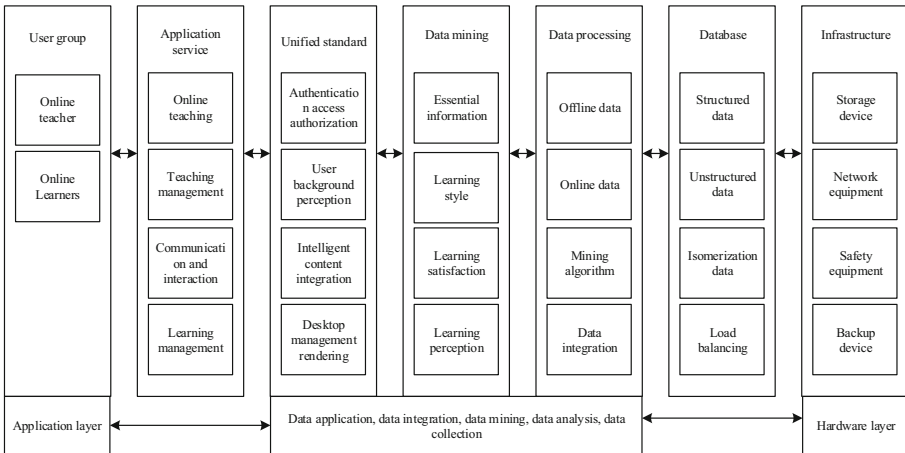 User group
Online
teacher
Online
Learners
Application
service
Online
teaching
Teaching
management
Communicati
on and
interaction
Learning
management
Unified standard
Authenticatio
n access
authorization
User
background
perception
Intelligent
content
integration
Desktop
management
rendering
Data mining
Essential
information
Learning
style
Learning
satisfaction
Learning
perception
Data processing
Offline data
Online data
Mining
algorithm
Data
integration
Database
Structured
data
Unstructured
data
Isomerization
data
Load
balancing
Infrastructure
Storage
device
Network
equipment
Safety
equipment
Backup
device
Application layer
Data application, data integration, data mining, data analysis, data
collection
Hardware layer